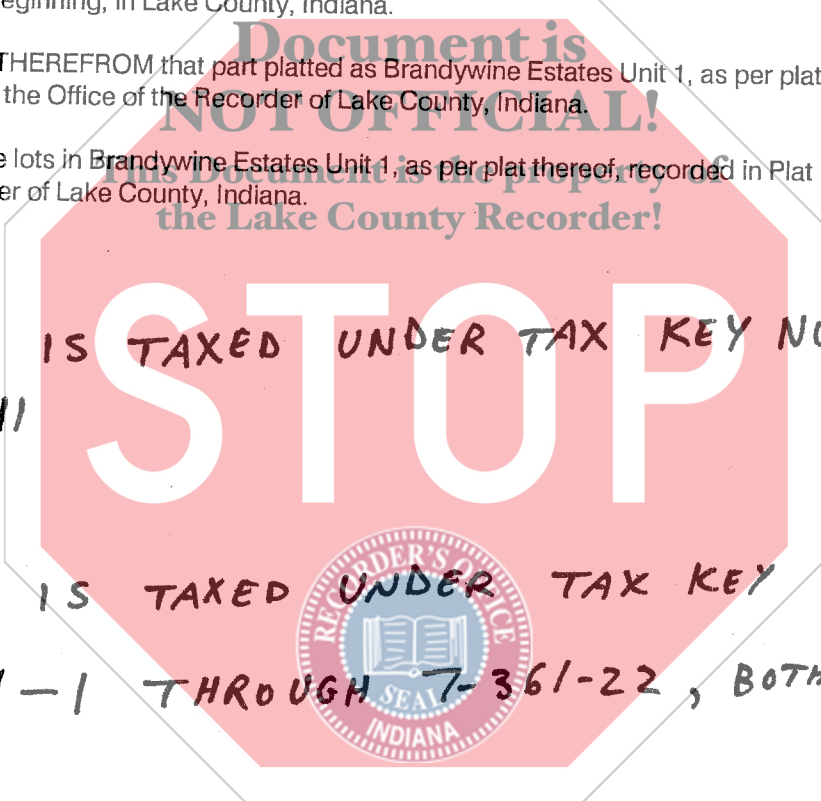 eginning, in Lake County, Indiana.
Document is
THEREFROM that part platted as Brandywine Estates Unit 1, as per plat
the Office of the Recorder of Lake County, Indiana.
NOT OFFICIAL!
e lots in Brandywine Estates Unit 1, as per plat thereof, recorded in Plat
This Document is the property of
er of Lake County, Indiana.
the Lake County Recorder!
STOP
IS TAXED UNDER TAX KEY NO
11
RECORDER'S OFFICE
IS TAXED UNDER TAX KEY
-1 THROUGH 7-361-22, BOTH
SEAL
INDIANA